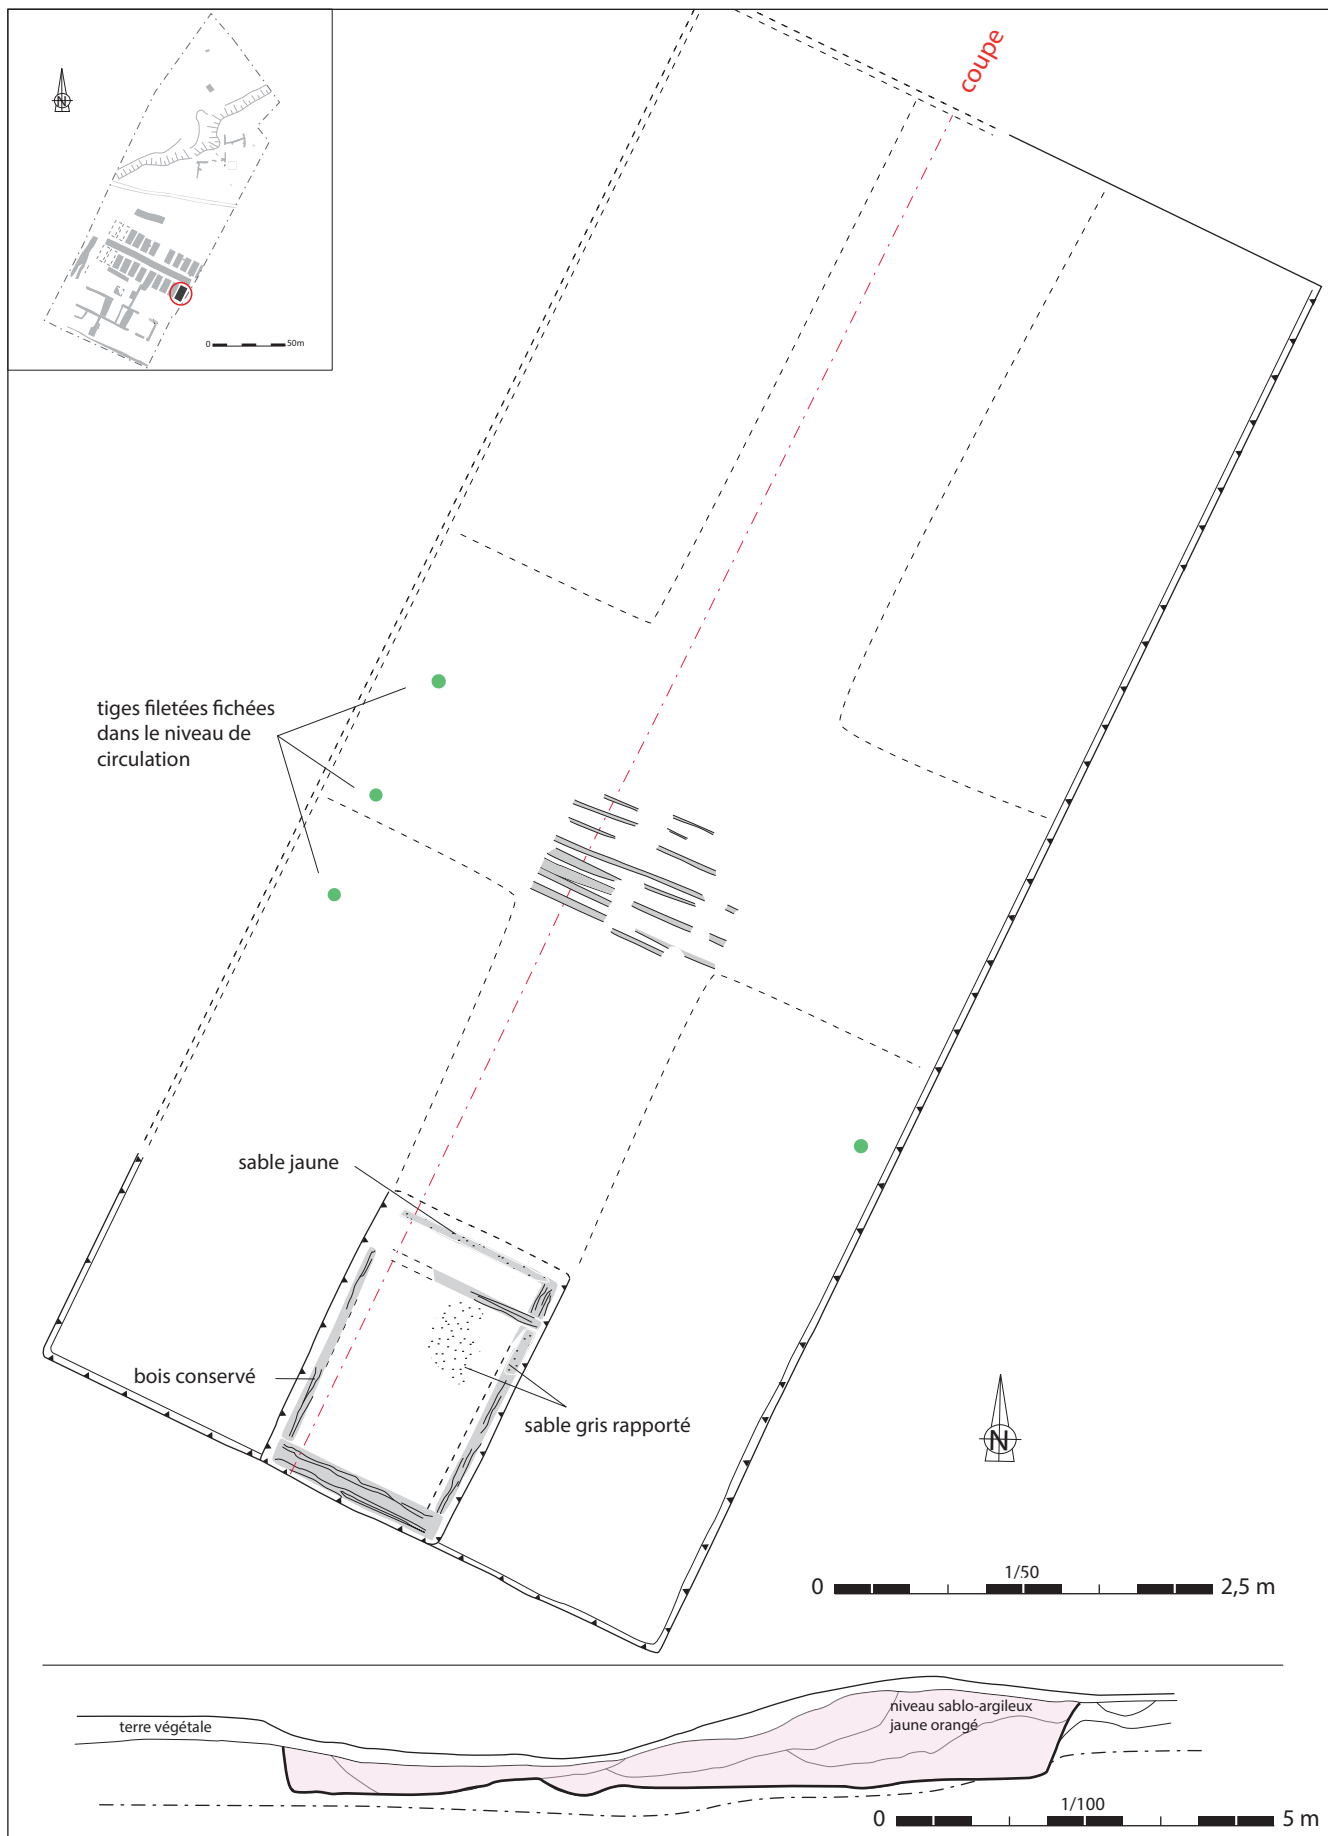 N
0 50m
coupe
tiges filetées fichées
dans le niveau de
circulation
sable jaune
bois conservé
sable gris rapporté
N
1/50
0 2,5 m
terre végétale
niveau sablo-argileux
jaune orangé
1/100
0 5 m